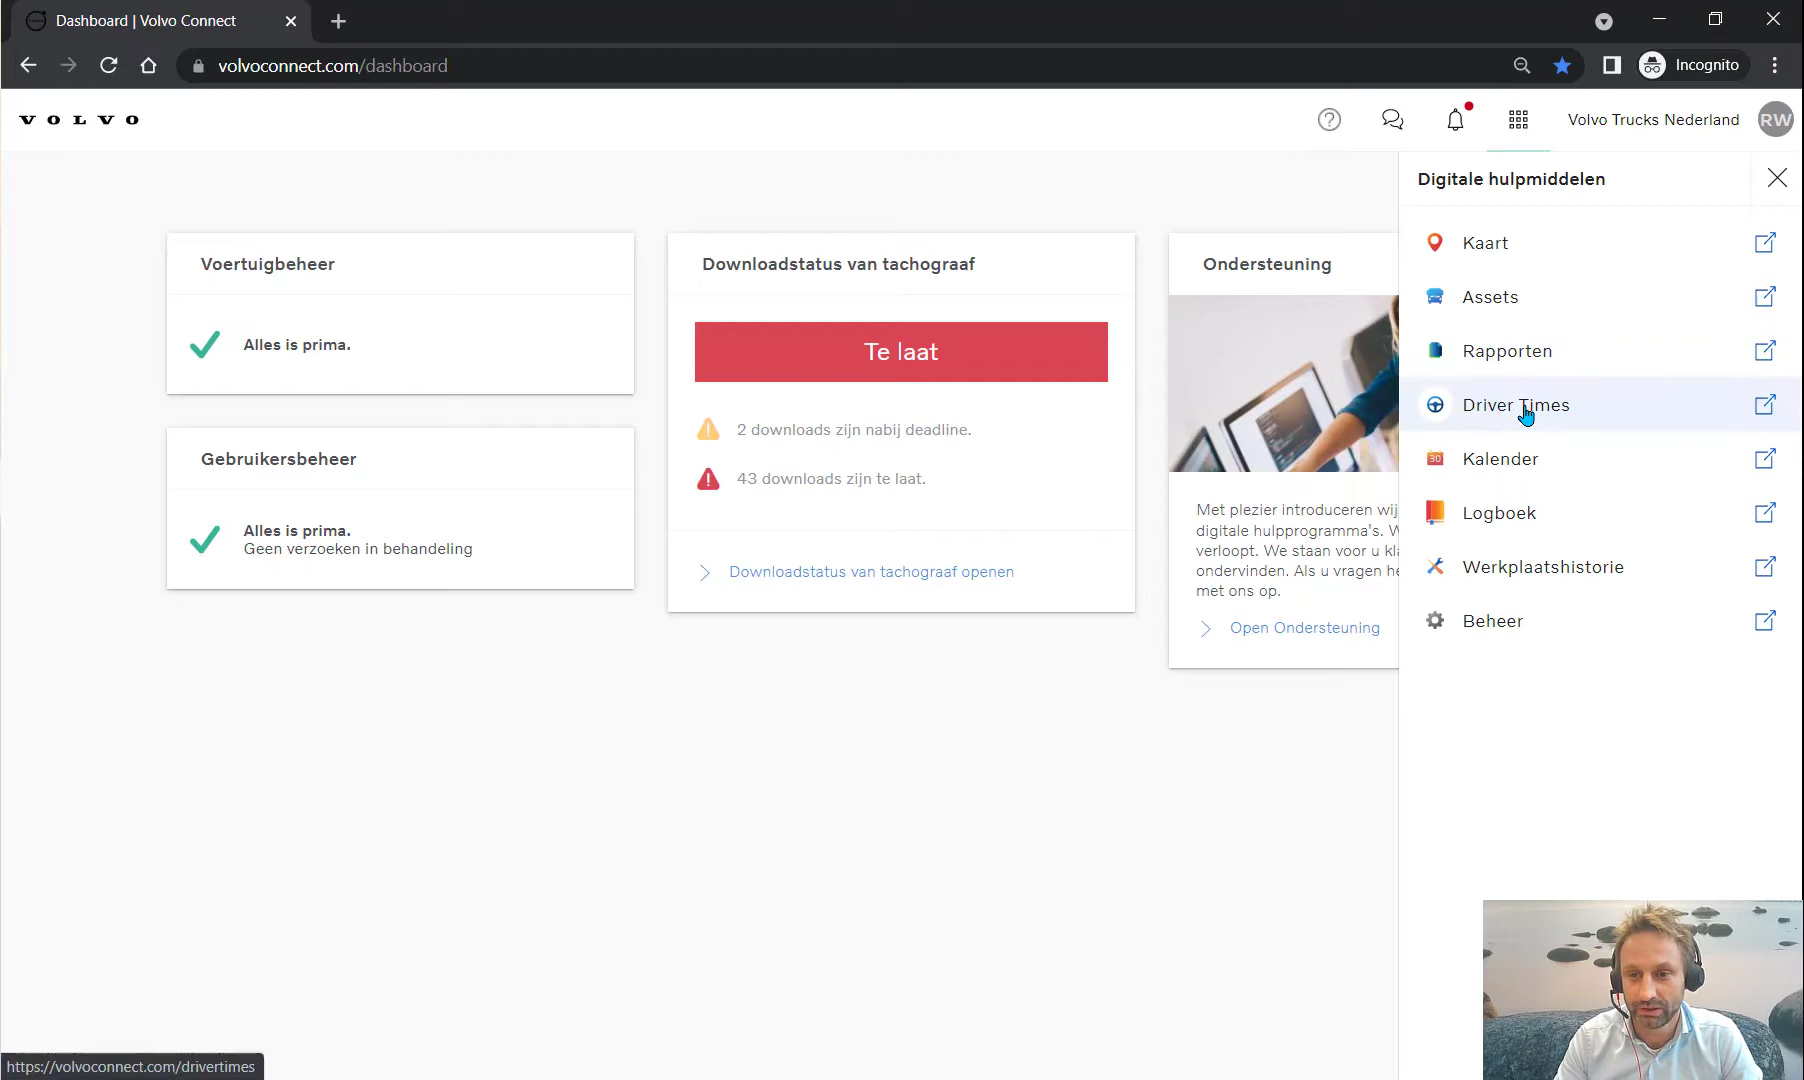 Dashboard | Volvo Connect
volvoconnect.com/dashboard
Incognito
VOLVO
Volvo Trucks Nederland
RW
Digitale hulpmiddelen
Kaart
Assets
Rapporten
Driver Times
30
Kalender
Logboek
Werkplaatshistorie
Beheer
Voertuigbeheer
Alles is prima.
Gebruikersbeheer
Alles is prima.
Geen verzoeken in behandeling
Downloadstatus van tachograaf
Te laat
2 downloads zijn nabij deadline.
43 downloads zijn te laat.
Downloadstatus van tachograaf openen
Ondersteuning
Met plezier introduceren wij
digitale hulpprogramma's. W
verloopt. We staan voor u kl
ondervinden. Als u vragen he
met ons op.
Open Ondersteuning
https://volvoconnect.com/drivertimes